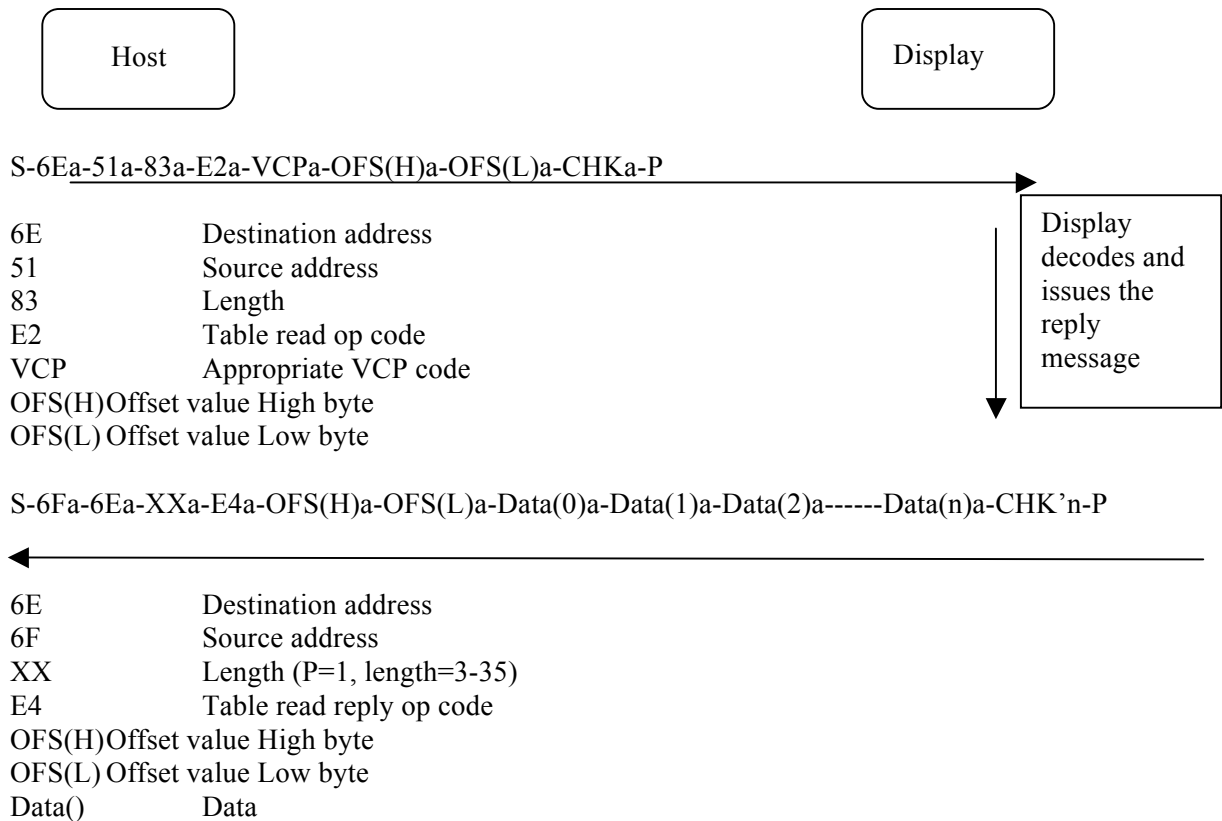 Host
Display
S-6Ea-51a-83a-E2a-VCPa-OFS(H)a-OFS(L)a-CHKa-P
Display
decodes and
issues the
reply
message
6E Destination address
51 Source address
83 Length
E2 Table read op code
VCP Appropriate VCP code
OFS(H)Offset value High byte
OFS(L) Offset value Low byte
S-6Fa-6Ea-XXa-E4a-OFS(H)a-OFS(L)a-Data(0)a-Data(1)a-Data(2)a------Data(n)a-CHK’n-P
6E Destination address
6F Source address
XX Length (P=1, length=3-35)
E4 Table read reply op code
OFS(H)Offset value High byte
OFS(L) Offset value Low byte
Data() Data